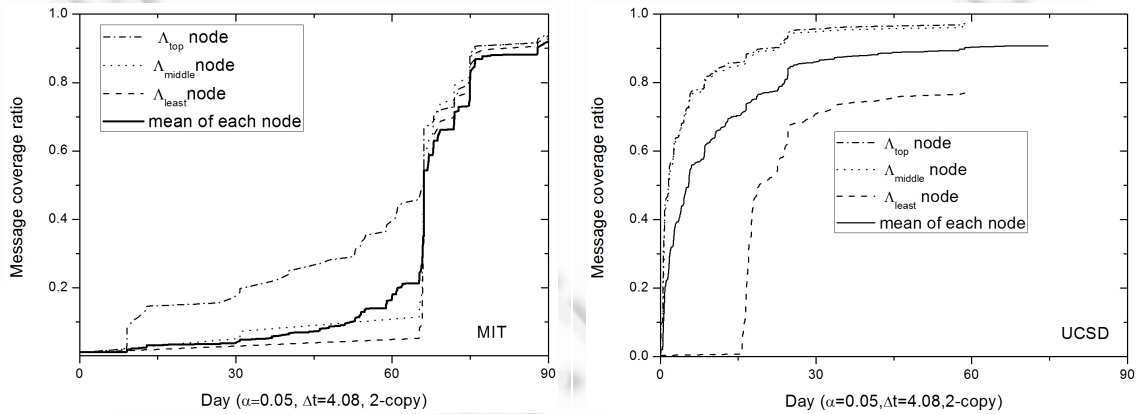 1.0
0.8
0.6
0.4
0.2
Message coverage ratio
Λtop node
Λmiddle node
Λleast node
mean of each node
MIT
0
30
60
90
Day (α=0.05, Δt=4.08, 2-copy)
1.0
0.8
0.6
0.4
0.2
0.0
Message coverage ratio
Λtop node
Λmiddle node
Λleast node
mean of each node
UCSD
0
30
60
90
Day (α=0.05,Δt=4.08,2-copy)